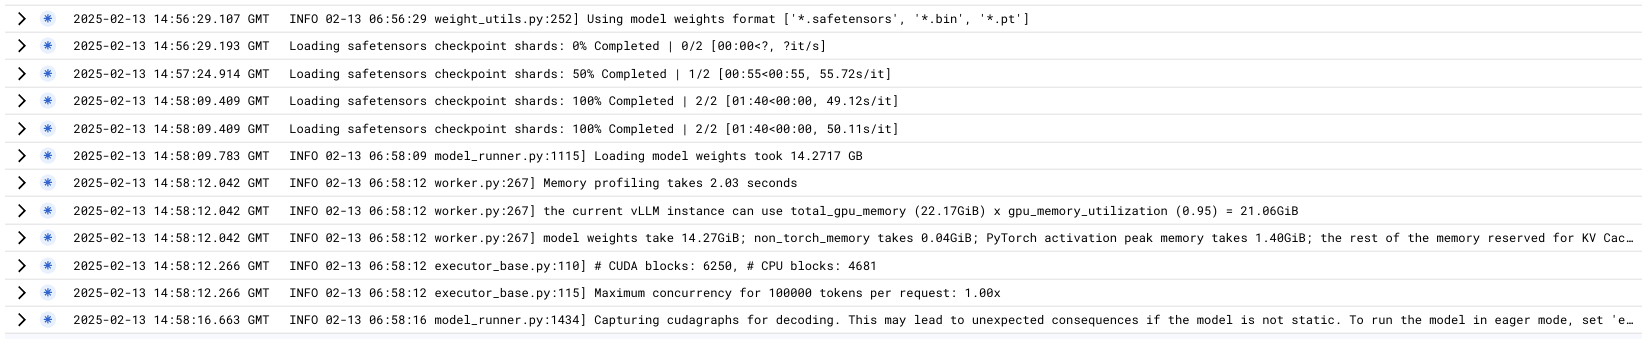 2025-02-13 14:56:29.107 GMT INFO 02-13 06:56:29 weight_utils.py:252] Using model weights format ['*.safetensors', '*.bin', '*.pt']
2025-02-13 14:56:29.193 GMT Loading safetensors checkpoint shards: 0% Completed | 0/2 [00:00<?, ?it/s]
2025-02-13 14:57:24.914 GMT Loading safetensors checkpoint shards: 50% Completed | 1/2 [00:55<00:55, 55.72s/it]
2025-02-13 14:58:09.409 GMT Loading safetensors checkpoint shards: 100% Completed | 2/2 [01:40<00:00, 49.12s/it]
2025-02-13 14:58:09.409 GMT Loading safetensors checkpoint shards: 100% Completed | 2/2 [01:40<00:00, 50.11s/it]
2025-02-13 14:58:09.783 GMT INFO 02-13 06:58:09 model_runner.py:1115] Loading model weights took 14.2717 GB
2025-02-13 14:58:12.042 GMT INFO 02-13 06:58:12 worker.py:267] Memory profiling takes 2.03 seconds
2025-02-13 14:58:12.042 GMT INFO 02-13 06:58:12 worker.py:267] the current vLLM instance can use total_gpu_memory (22.17GiB) x gpu_memory_utilization (0.95) = 21.06GiB
2025-02-13 14:58:12.042 GMT INFO 02-13 06:58:12 worker.py:267] model weights take 14.27GiB; non_torch_memory takes 0.04GiB; PyTorch activation peak memory takes 1.40GiB; the rest of the memory reserved for KV Cac…
2025-02-13 14:58:12.266 GMT INFO 02-13 06:58:12 executor_base.py:110] # CUDA blocks: 6250, # CPU blocks: 4681
2025-02-13 14:58:12.266 GMT INFO 02-13 06:58:12 executor_base.py:115] Maximum concurrency for 100000 tokens per request: 1.00x
2025-02-13 14:58:16.663 GMT INFO 02-13 06:58:16 model_runner.py:1434] Capturing cudagraphs for decoding. This may lead to unexpected consequences if the model is not static. To run the model in eager mode, set 'e…